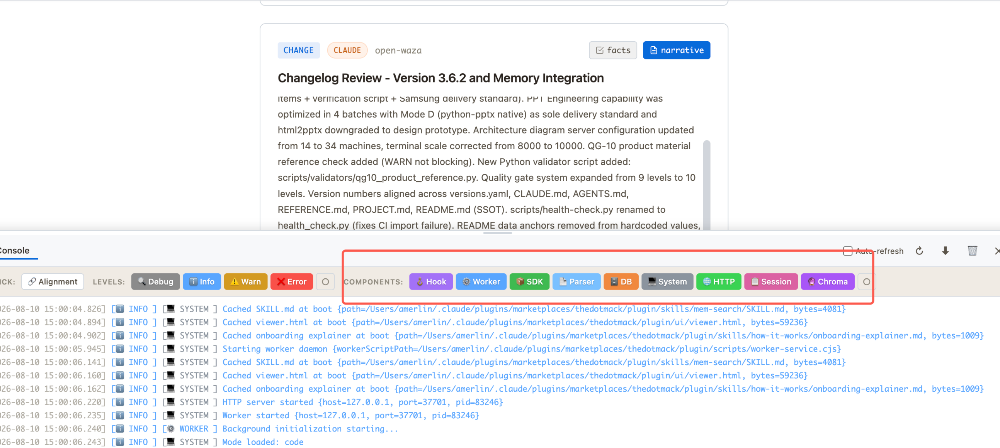 CHANGE CLAUDE open-waza facts narrative
Changelog Review - Version 3.6.2 and Memory Integration
items + verification script + Samsung delivery standard). PPT Engineering capability was
optimized in 4 batches with Mode D (python-pptx native) as sole delivery standard and
html2pptx downgraded to design prototype. Architecture diagram server configuration updated
from 14 to 34 machines, terminal scale corrected from 8000 to 10000. QG-10 product material
reference check added (WARN not blocking). New Python validator script added:
scripts/validators/qg10_product_reference.py. Quality gate system expanded from 9 levels to 10
levels. Version numbers aligned across versions.yaml, CLAUDE.md, AGENTS.md,
REFERENCE.md, PROJECT.md, README.md (SSOT). scripts/health-check.py renamed to
health_check.py (fixes CI import failure). README data anchors removed from hardcoded values,
Console Auto-refresh
ICK: Alignment LEVELS: Debug Info Warn Error COMPONENTS: Hook Worker SDK Parser DB System HTTP Session Chroma
026-08-10 15:00:04.826] [ INFO ] [ SYSTEM ] Cached SKILL.md at boot {path=/Users/amerlin/.claude/plugins/marketplaces/thedotmack/plugin/skills/mem-search/SKILL.md, bytes=4081}
026-08-10 15:00:04.894] [ INFO ] [ SYSTEM ] Cached viewer.html at boot {path=/Users/amerlin/.claude/plugins/marketplaces/thedotmack/plugin/ui/viewer.html, bytes=59236}
026-08-10 15:00:04.902] [ INFO ] [ SYSTEM ] Cached onboarding explainer at boot {path=/Users/amerlin/.claude/plugins/marketplaces/thedotmack/plugin/skills/how-it-works/onboarding-explainer.md, bytes=1009}
026-08-10 15:00:05.945] [ INFO ] [ SYSTEM ] Starting worker daemon {workerScriptPath=/Users/amerlin/.claude/plugins/marketplaces/thedotmack/plugin/scripts/worker-service.cjs}
026-08-10 15:00:06.141] [ INFO ] [ SYSTEM ] Cached SKILL.md at boot {path=/Users/amerlin/.claude/plugins/marketplaces/thedotmack/plugin/skills/mem-search/SKILL.md, bytes=4081}
026-08-10 15:00:06.160] [ INFO ] [ SYSTEM ] Cached viewer.html at boot {path=/Users/amerlin/.claude/plugins/marketplaces/thedotmack/plugin/ui/viewer.html, bytes=59236}
026-08-10 15:00:06.162] [ INFO ] [ SYSTEM ] Cached onboarding explainer at boot {path=/Users/amerlin/.claude/plugins/marketplaces/thedotmack/plugin/skills/how-it-works/onboarding-explainer.md, bytes=1009}
026-08-10 15:00:06.220] [ INFO ] [ SYSTEM ] HTTP server started {host=127.0.0.1, port=37701, pid=83246}
026-08-10 15:00:06.235] [ INFO ] [ SYSTEM ] Worker started {host=127.0.0.1, port=37701, pid=83246}
026-08-10 15:00:06.240] [ INFO ] [ WORKER ] Background initialization starting...
026-08-10 15:00:06.243] [ INFO ] [ SYSTEM ] Mode loaded: code